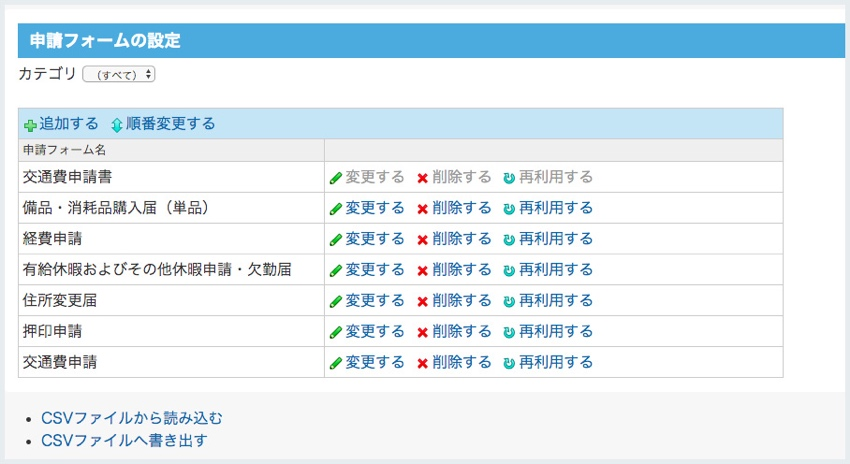 申請フォームの設定
カテゴリ （すべて）
追加する 順番変更する
申請フォーム名
交通費申請書 変更する 削除する 再利用する
備品・消耗品購入届（単品） 変更する 削除する 再利用する
経費申請 変更する 削除する 再利用する
有給休暇およびその他休暇申請・欠勤届 変更する 削除する 再利用する
住所変更届 変更する 削除する 再利用する
押印申請 変更する 削除する 再利用する
交通費申請 変更する 削除する 再利用する
• CSVファイルから読み込む
• CSVファイルへ書き出す